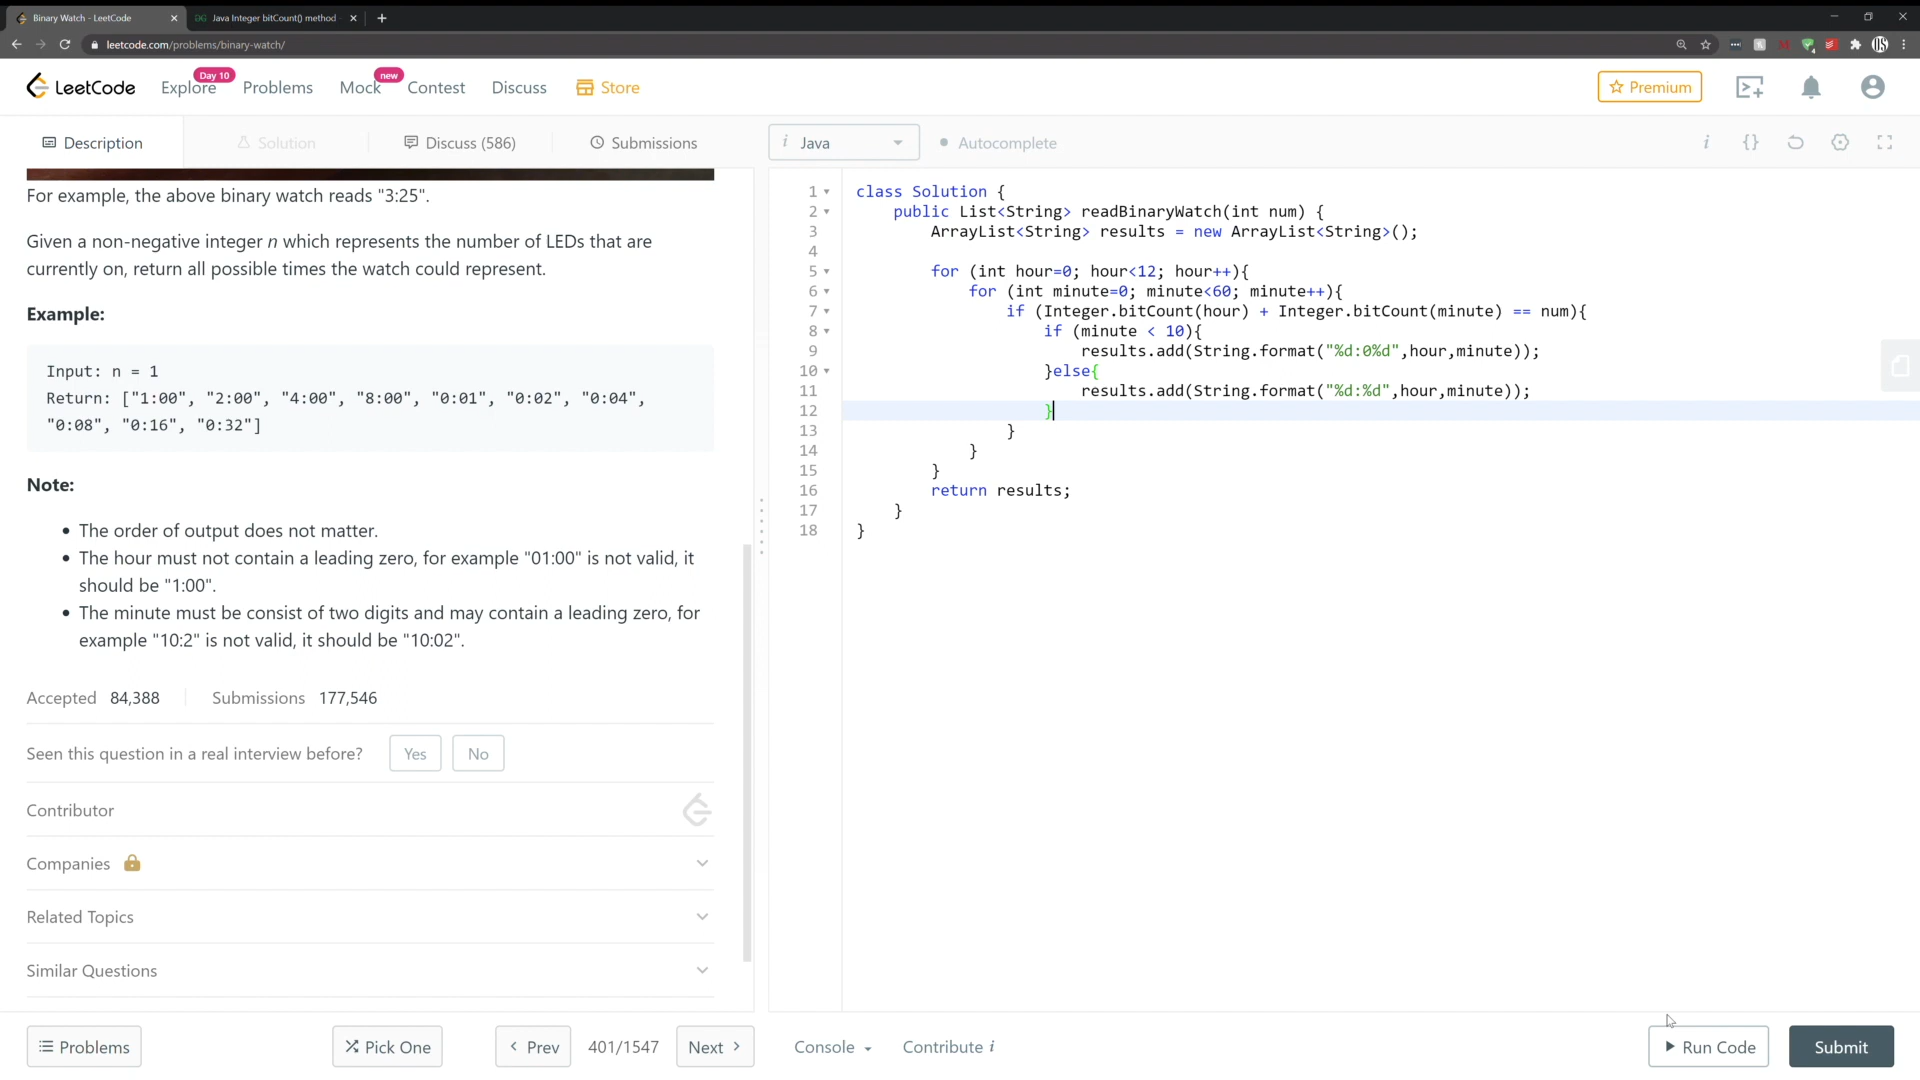 Binary Watch - LeetCode
Java Integer bitCount() method
leetcode.com/problems/binary-watch/
LeetCode
Explore
Day 10
Problems
Mock
new
Contest
Discuss
Store
Premium
Description
Solution
Discuss (586)
Submissions
i Java
Autocomplete
For example, the above binary watch reads "3:25".
Given a non-negative integer n which represents the number of LEDs that are
currently on, return all possible times the watch could represent.
Example:
Input: n = 1
Return: ["1:00", "2:00", "4:00", "8:00", "0:01", "0:02", "0:04",
"0:08", "0:16", "0:32"]
Note:
The order of output does not matter.
The hour must not contain a leading zero, for example "01:00" is not valid, it
should be "1:00".
The minute must be consist of two digits and may contain a leading zero, for
example "10:2" is not valid, it should be "10:02".
Accepted 84,388 Submissions 177,546
Seen this question in a real interview before? Yes No
Contributor
Companies
Related Topics
Similar Questions
Problems
Pick One
Prev
401/1547
Next
1 class Solution {
2 public List<String> readBinaryWatch(int num) {
3 ArrayList<String> results = new ArrayList<String>();
4
5 for (int hour=0; hour<12; hour++){
6 for (int minute=0; minute<60; minute++){
7 if (Integer.bitCount(hour) + Integer.bitCount(minute) == num){
8 if (minute < 10){
9 results.add(String.format("%d:0%d",hour,minute));
10 }else{
11 results.add(String.format("%d:%d",hour,minute));
12 }
13 }
14 }
15 }
16 return results;
17 }
18 }
Console
Contribute i
Run Code
Submit